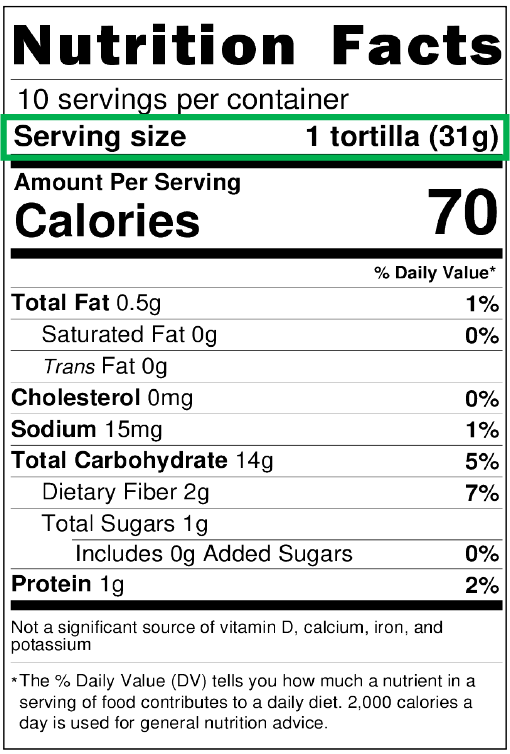 Nutrition Facts
10 servings per container
Serving size 1 tortilla (31g)
Amount Per Serving
Calories 70
% Daily Value*
Total Fat 0.5g 1%
Saturated Fat 0g 0%
Trans Fat 0g
Cholesterol 0mg 0%
Sodium 15mg 1%
Total Carbohydrate 14g 5%
Dietary Fiber 2g 7%
Total Sugars 1g
Includes 0g Added Sugars 0%
Protein 1g 2%
Not a significant source of vitamin D, calcium, iron, and
potassium
*The % Daily Value (DV) tells you how much a nutrient in a
serving of food contributes to a daily diet. 2,000 calories a
day is used for general nutrition advice.